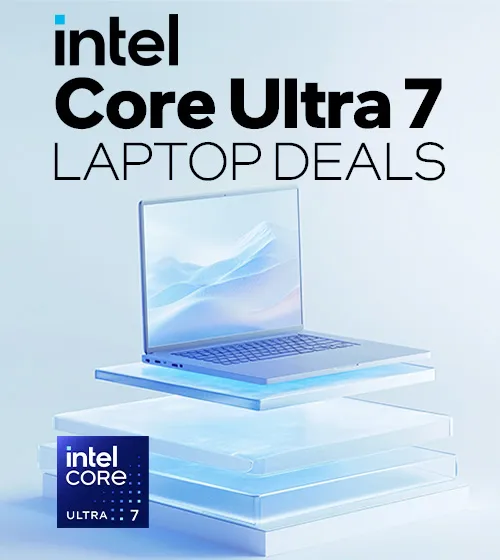 intel
Core Ultra 7
LAPTOP DEALS
intel
CORE
ULTRA 7